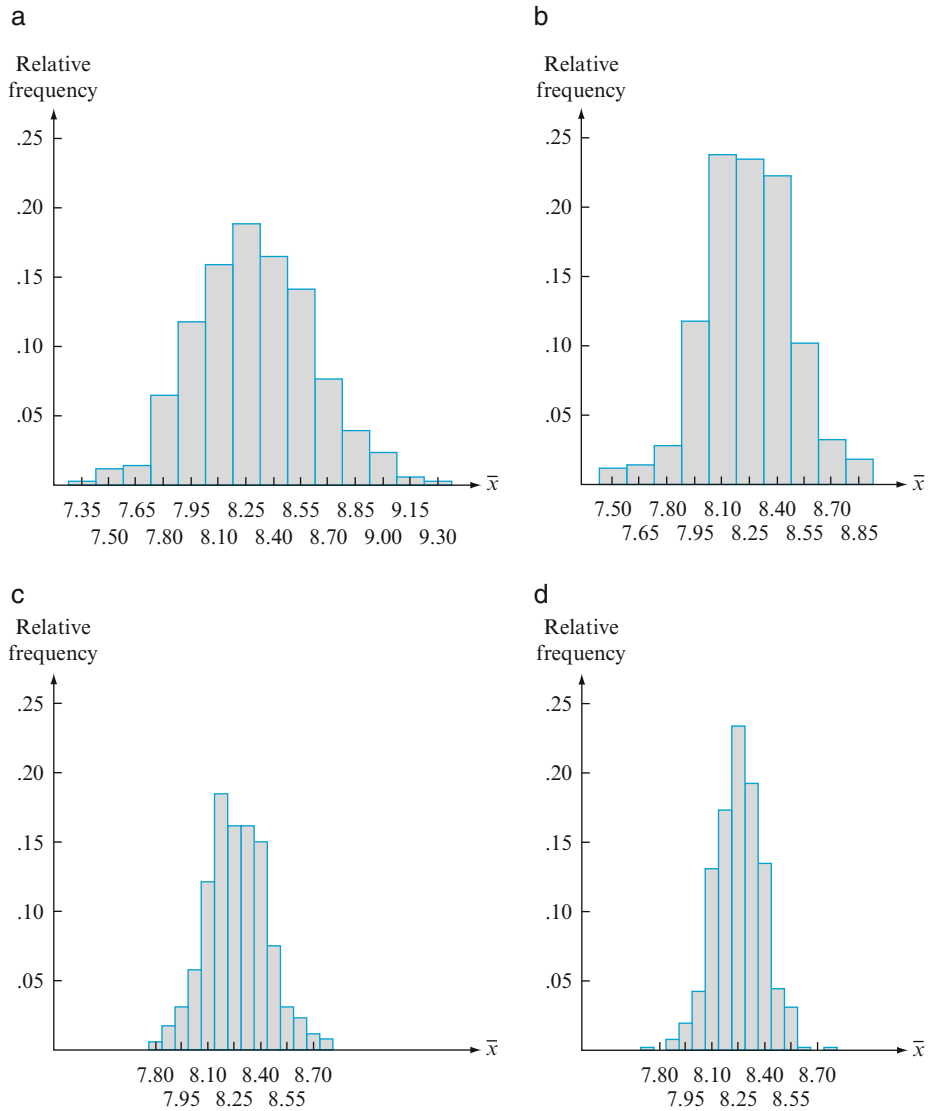 a
Relative
frequency
.25
.20
.15
.10
.05
x̄
7.35 7.65 7.95 8.25 8.55 8.85 9.15
7.50 7.80 8.10 8.40 8.70 9.00 9.30
b
Relative
frequency
.25
.20
.15
.10
.05
x̄
7.50 7.80 8.10 8.40 8.70
7.65 7.95 8.25 8.55 8.85
c
Relative
frequency
.25
.20
.15
.10
.05
x̄
7.80 8.10 8.40 8.70
7.95 8.25 8.55
d
Relative
frequency
.25
.20
.15
.10
.05
x̄
7.80 8.10 8.40 8.70
7.95 8.25 8.55